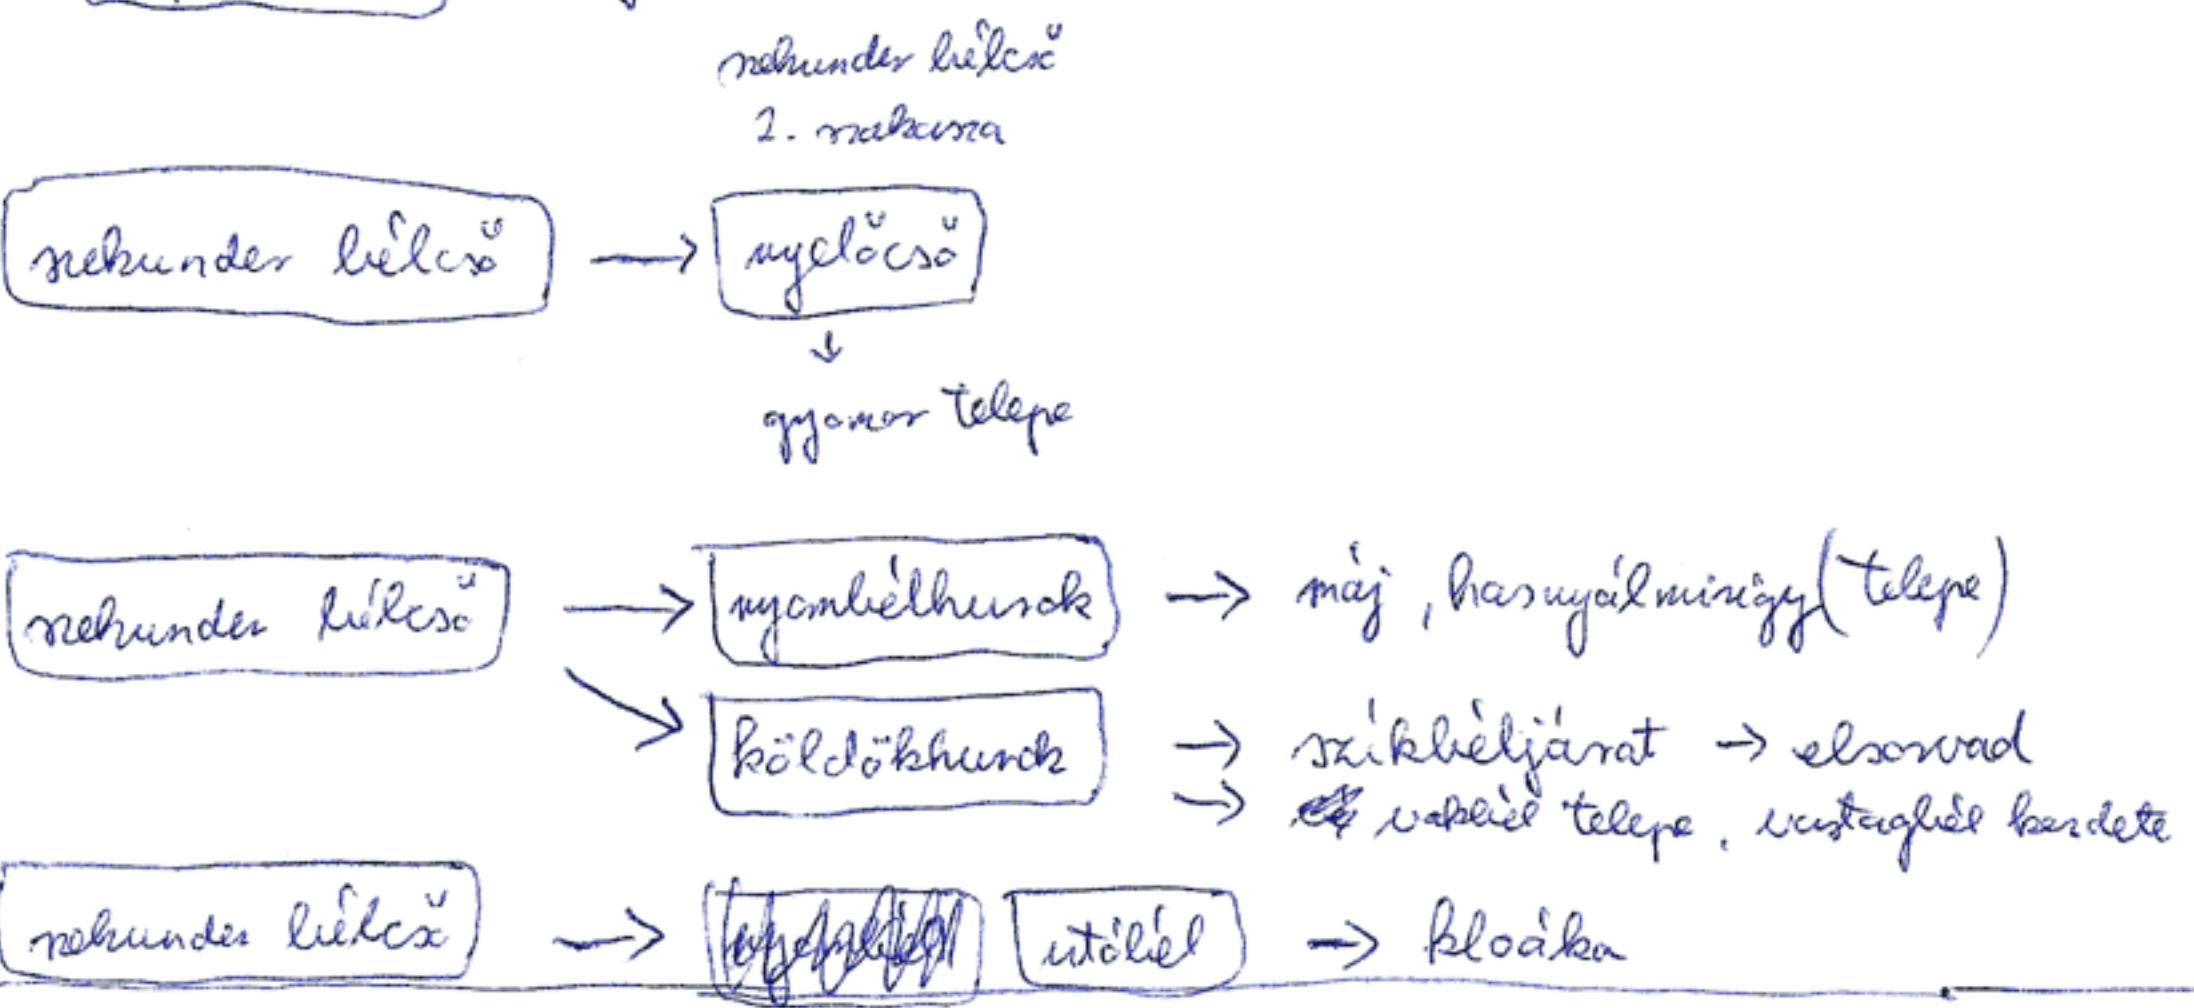 szekunder bélcső
2. szakasza
szekunder bélcső → nyelőcső
↓
gyomor telepe
szekunder bélcső → nyombélhurok → máj, hasnyálmirigy (telepe)
→ köldökhurok → szíkbéljárat → elsorvad
→ vakbél telepe, vastagbél kezdete
szekunder bélcső → utóbél → kloáka